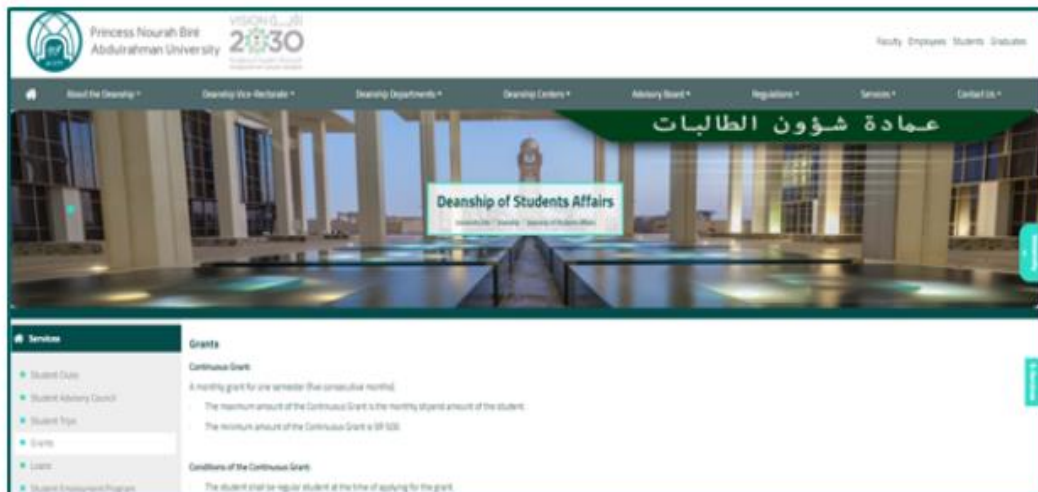 Princess Nourah Bint
Abdulrahman University
VISION رؤيــة
2030
Faculty Employees Students Graduates
About the Deanship
Deanship Vice-Rectorate
Deanship Departments
Deanship Centers
Advisory Board
Regulations
Services
Contact Us
عـمادة شـؤون الطالبـات
Deanship of Students Affairs
Services
Student Clubs
Student Advisory Council
Student Trips
Grants
Loans
Student Employment Program
Grants
Continuous Grant:
A monthly grant for one semester (five consecutive months).
The maximum amount of the Continuous Grant is the monthly stipend amount of the student.
The minimum amount of the Continuous Grant is SR 500.
Conditions of the Continuous Grant:
The student shall be regular student at the time of applying for the grant.
E-Services